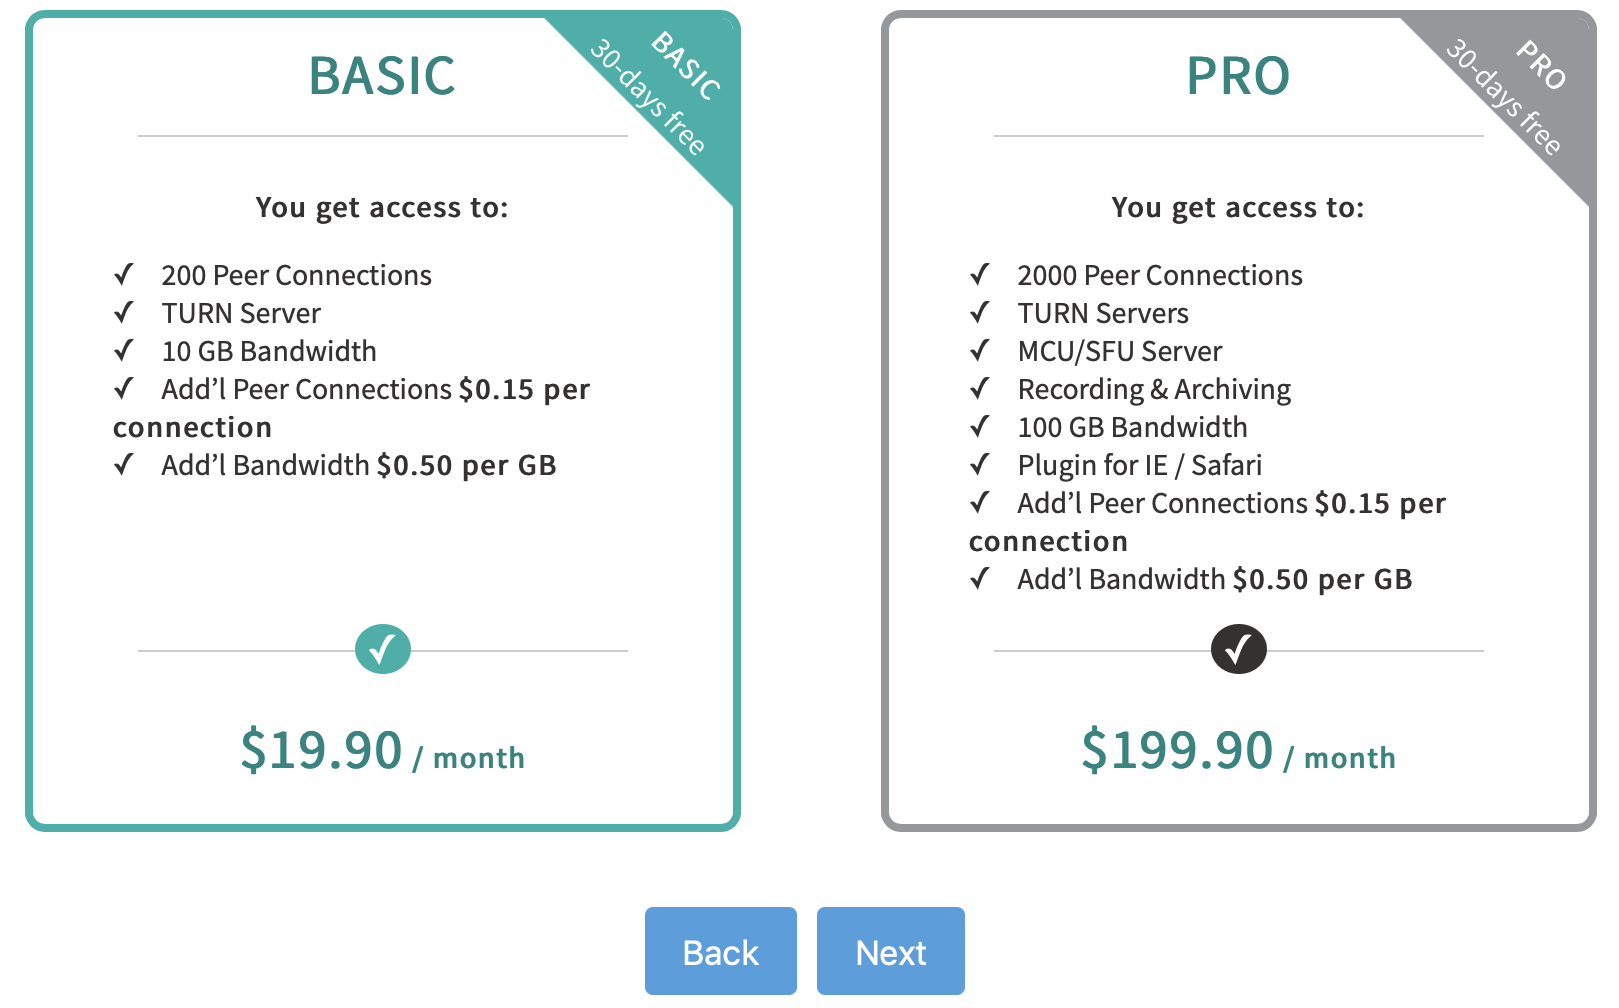 BASIC
BASIC
30-days free
You get access to:
✓ 200 Peer Connections
✓ TURN Server
✓ 10 GB Bandwidth
✓ Add’l Peer Connections $0.15 per
connection
✓ Add’l Bandwidth $0.50 per GB
$19.90 / month
PRO
PRO
30-days free
You get access to:
✓ 2000 Peer Connections
✓ TURN Servers
✓ MCU/SFU Server
✓ Recording & Archiving
✓ 100 GB Bandwidth
✓ Plugin for IE / Safari
✓ Add’l Peer Connections $0.15 per
connection
✓ Add’l Bandwidth $0.50 per GB
$199.90 / month
Back
Next